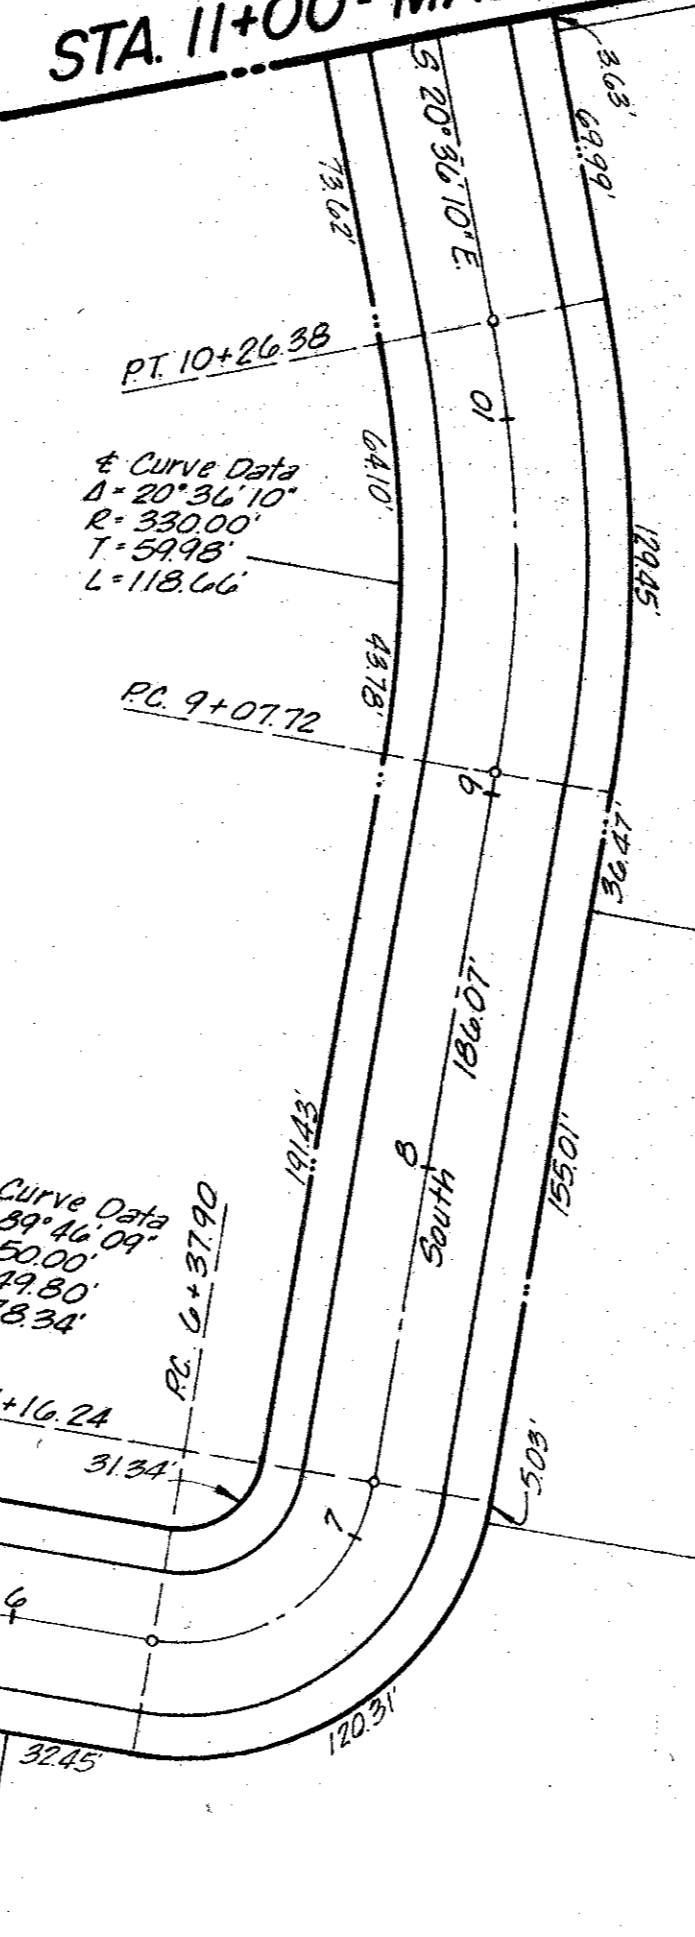 STA. 11+00-
3.63'
69.99'
S. 20°36'10" E.
73.62'
P.T. 10+26.38
10
₵ Curve Data
Δ = 20°36'10"
R = 330.00'
T = 59.98'
L = 118.66'
64.10'
129.45'
43.78'
P.C. 9+07.72
9
36.47'
186.07'
191.43'
8
South
155.01'
Curve Data
89°46'09"
50.00'
49.80'
78.34'
P.C. 6+37.90
+16.24
31.34'
5.03'
7
6
120.31'
32.45'